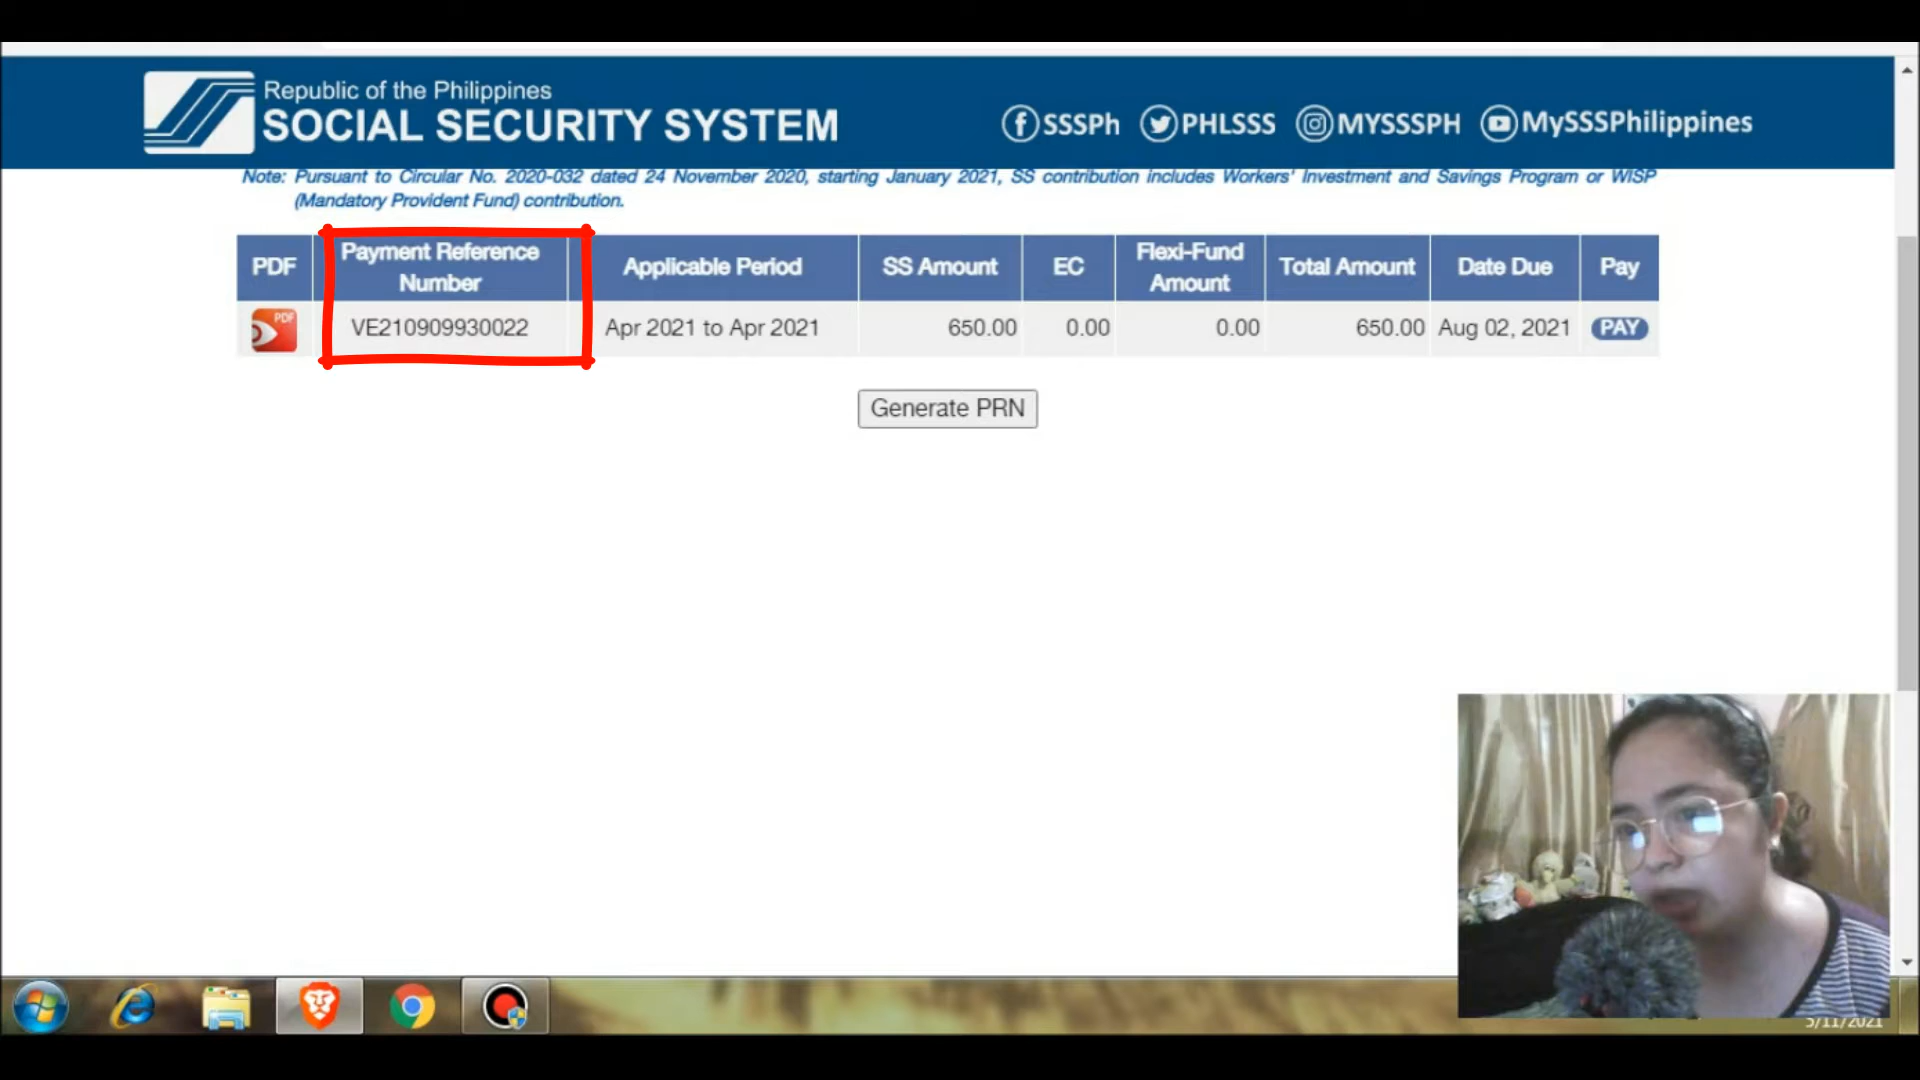 Republic of the Philippines
SOCIAL SECURITY SYSTEM
SSSPh PHLSSS MYSSSPH MySSSPhilippines
Note: Pursuant to Circular No. 2020-032 dated 24 November 2020, starting January 2021, SS contribution includes Workers' Investment and Savings Program or WISP
(Mandatory Provident Fund) contribution.
PDF Payment Reference Number Applicable Period SS Amount EC Flexi-Fund Amount Total Amount Date Due Pay
PDF VE210909930022 Apr 2021 to Apr 2021 650.00 0.00 0.00 650.00 Aug 02, 2021 PAY
Generate PRN
5/11/2021